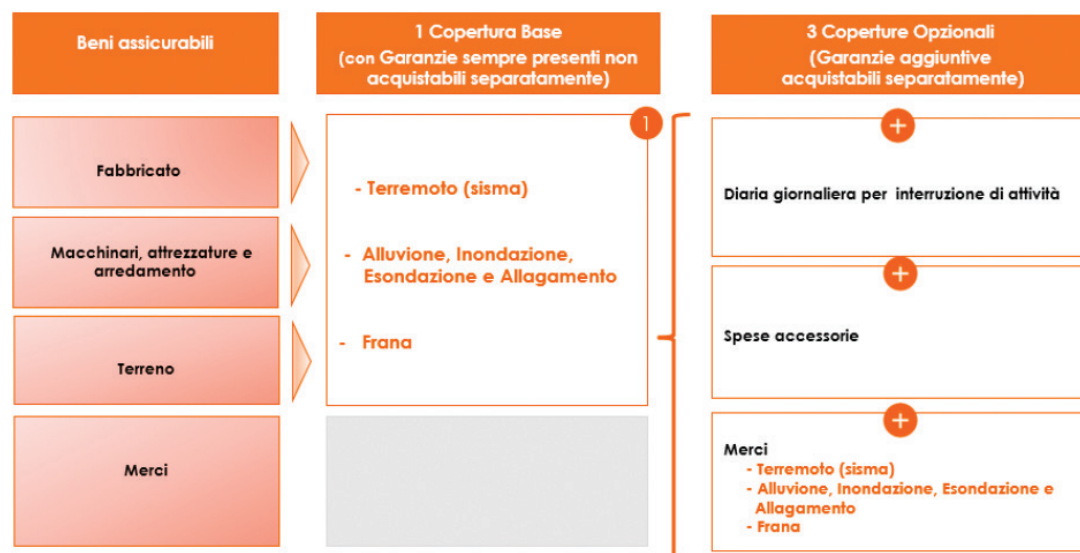 Beni assicurabili
1 Copertura Base
(con Garanzie sempre presenti non
acquistabili separatamente)
3 Coperture Opzionali
(Garanzie aggiuntive
acquistabili separatamente)
Fabbricato
Macchinari, attrezzature e
arredamento
Terreno
Merci
1
- Terremoto (sisma)
- Alluvione, Inondazione,
Esondazione e Allagamento
- Frana
+
Diaria giornaliera per interruzione di attività
+
Spese accessorie
+
Merci
- Terremoto (sisma)
- Alluvione, Inondazione, Esondazione e
Allagamento
- Frana